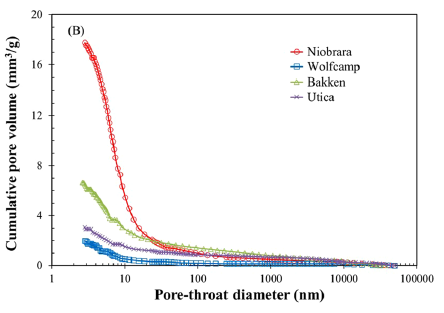 (B)
Niobrara
Wolfcamp
Bakken
Utica
Cumulative pore volume (mm³/g)
20
16
12
8
4
0
1
10
100
1000
10000
100000
Pore-throat diameter (nm)